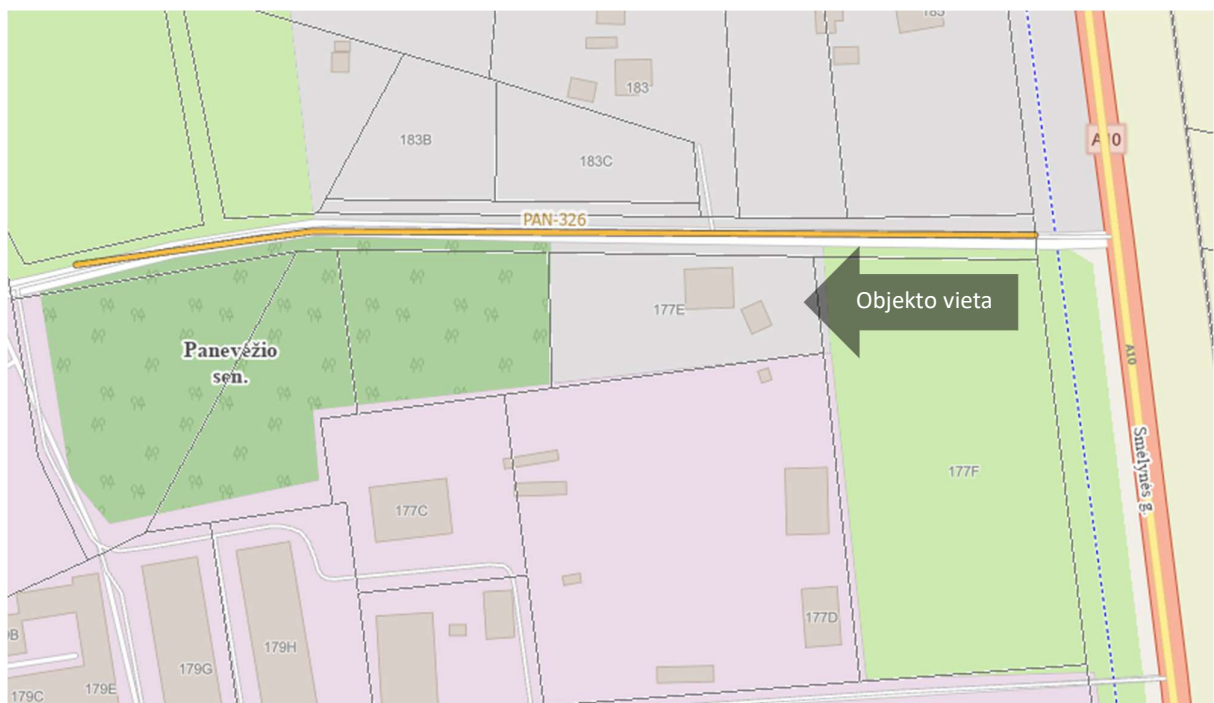 183
183B
183C
A10
PAN-326
177E
Objekto vieta
Panevėžio
sen.
A10
Smėlynės g.
177F
177C
177D
179H
179G
179E
179C